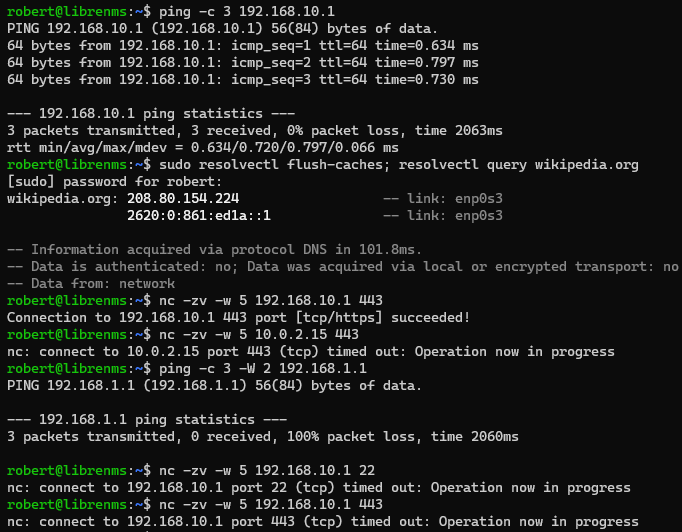 robert@librenms:~$ ping -c 3 192.168.10.1
PING 192.168.10.1 (192.168.10.1) 56(84) bytes of data.
64 bytes from 192.168.10.1: icmp_seq=1 ttl=64 time=0.634 ms
64 bytes from 192.168.10.1: icmp_seq=2 ttl=64 time=0.797 ms
64 bytes from 192.168.10.1: icmp_seq=3 ttl=64 time=0.730 ms

--- 192.168.10.1 ping statistics ---
3 packets transmitted, 3 received, 0% packet loss, time 2063ms
rtt min/avg/max/mdev = 0.634/0.720/0.797/0.066 ms
robert@librenms:~$ sudo resolvectl flush-caches; resolvectl query wikipedia.org
[sudo] password for robert:
wikipedia.org: 208.80.154.224                  -- link: enp0s3
               2620:0:861:ed1a::1              -- link: enp0s3

-- Information acquired via protocol DNS in 101.8ms.
-- Data is authenticated: no; Data was acquired via local or encrypted transport: no
-- Data from: network
robert@librenms:~$ nc -zv -w 5 192.168.10.1 443
Connection to 192.168.10.1 443 port [tcp/https] succeeded!
robert@librenms:~$ nc -zv -w 5 10.0.2.15 443
nc: connect to 10.0.2.15 port 443 (tcp) timed out: Operation now in progress
robert@librenms:~$ ping -c 3 -W 2 192.168.1.1
PING 192.168.1.1 (192.168.1.1) 56(84) bytes of data.

--- 192.168.1.1 ping statistics ---
3 packets transmitted, 0 received, 100% packet loss, time 2060ms

robert@librenms:~$ nc -zv -w 5 192.168.10.1 22
nc: connect to 192.168.10.1 port 22 (tcp) timed out: Operation now in progress
robert@librenms:~$ nc -zv -w 5 192.168.10.1 443
nc: connect to 192.168.10.1 port 443 (tcp) timed out: Operation now in progress